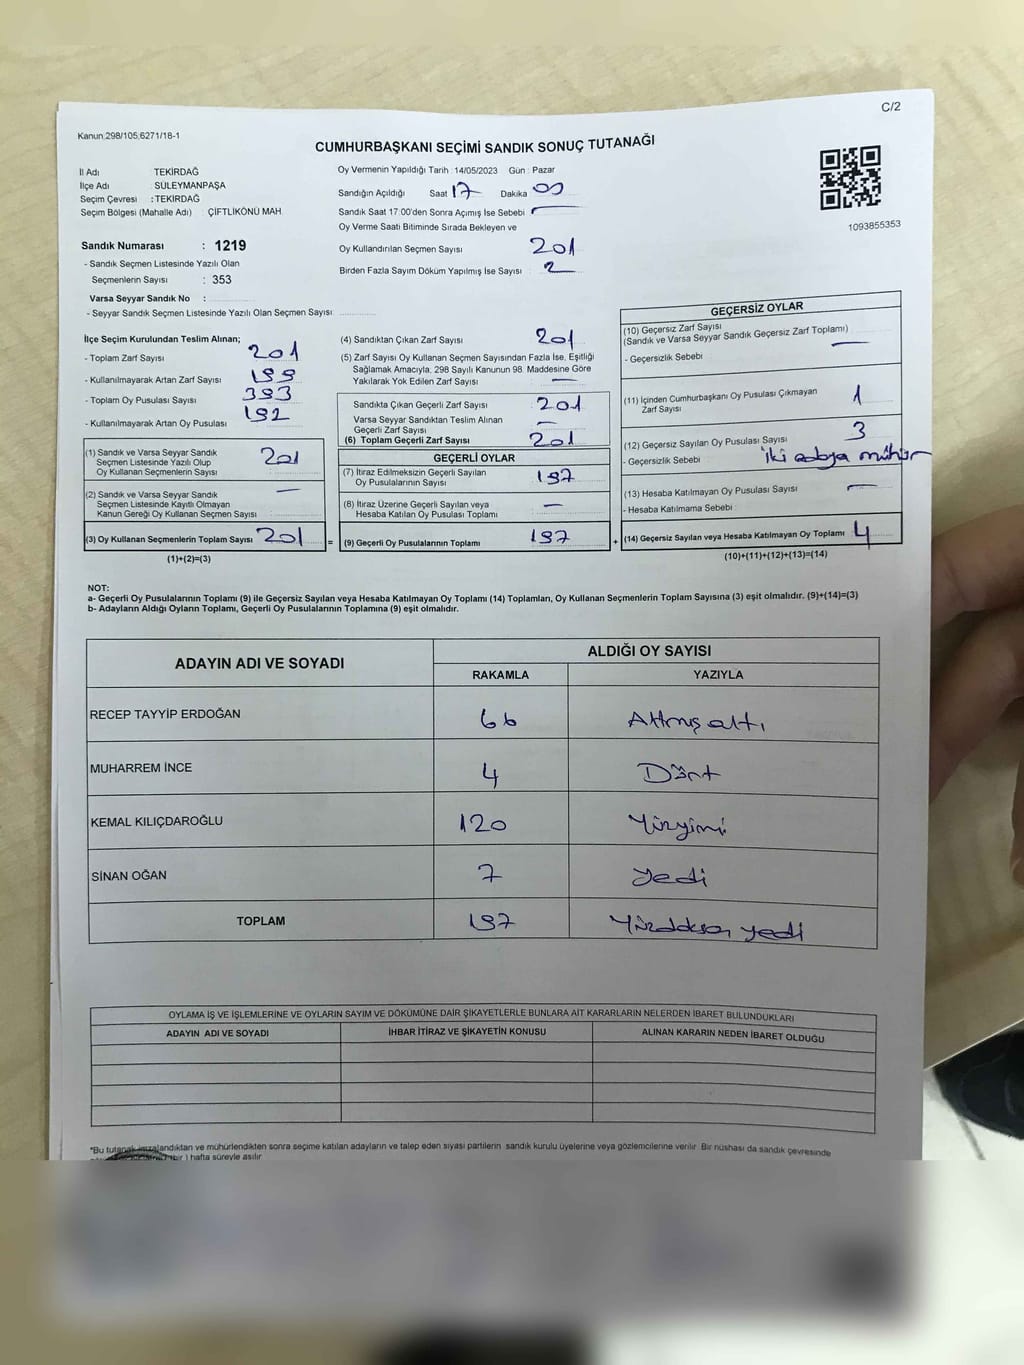 C/2
Kanun:298/105;6271/18-1
CUMHURBAŞKANI SEÇİMİ SANDIK SONUÇ TUTANAĞI
İl Adı TEKİRDAĞ
İlçe Adı SÜLEYMANPAŞA
Seçim Çevresi : TEKİRDAĞ
Seçim Bölgesi (Mahalle Adı) : ÇİFTLİKÖNÜ MAH.
Oy Vermenin Yapıldığı Tarih : 14/05/2023 Gün : Pazar
Sandığın Açıldığı Saat 17 Dakika 00
Sandık Saat 17:00'den Sonra Açımış İse Sebebi
Oy Verme Saati Bitiminde Sırada Bekleyen ve
Oy Kullandırılan Seçmen Sayısı 201
Birden Fazla Sayım Döküm Yapılmış İse Sayısı : 2
1093855353
Sandık Numarası : 1219
- Sandık Seçmen Listesinde Yazılı Olan
Seçmenlerin Sayısı : 353
Varsa Seyyar Sandık No :
- Seyyar Sandık Seçmen Listesinde Yazılı Olan Seçmen Sayısı:
İlçe Seçim Kurulundan Teslim Alınan;
- Toplam Zarf Sayısı 201
- Kullanılmayarak Artan Zarf Sayısı : 199
- Toplam Oy Pusulası Sayısı : 393
- Kullanılmayarak Artan Oy Pusulası 192
(1) Sandık ve Varsa Seyyar Sandık
Seçmen Listesinde Yazılı Olup
Oy Kullanan Seçmenlerin Sayısı 201
(2) Sandık ve Varsa Seyyar Sandık
Seçmen Listesinde Kayıtlı Olmayan
Kanun Gereği Oy Kullanan Seçmen Sayısı —
(3) Oy Kullanan Seçmenlerin Toplam Sayısı 201 =
(1)+(2)=(3)
(4) Sandıktan Çıkan Zarf Sayısı : 201
(5) Zarf Sayısı Oy Kullanan Seçmen Sayısından Fazla İse, Eşitliği
Sağlamak Amacıyla, 298 Sayılı Kanunun 98. Maddesine Göre
Yakılarak Yok Edilen Zarf Sayısı : —
Sandıkta Çıkan Geçerli Zarf Sayısı : 201
Varsa Seyyar Sandıktan Teslim Alınan
Geçerli Zarf Sayısı : —
(6) Toplam Geçerli Zarf Sayısı : 201
GEÇERLİ OYLAR
(7) İtiraz Edilmeksizin Geçerli Sayılan
Oy Pusulalarının Sayısı : 197
(8) İtiraz Üzerine Geçerli Sayılan veya
Hesaba Katılan Oy Pusulası Toplamı : —
(9) Geçerli Oy Pusulalarının Toplamı : 197 +
GEÇERSİZ OYLAR
(10) Geçersiz Zarf Sayısı
(Sandık ve Varsa Seyyar Sandık Geçersiz Zarf Toplamı) —
- Geçersizlik Sebebi
(11) İçinden Cumhurbaşkanı Oy Pusulası Çıkmayan
Zarf Sayısı 1
(12) Geçersiz Sayılan Oy Pusulası Sayısı 3
- Geçersizlik Sebebi iki adaya mühür
(13) Hesaba Katılmayan Oy Pusulası Sayısı —
- Hesaba Katılmama Sebebi :
(14) Geçersiz Sayılan veya Hesaba Katılmayan Oy Toplamı 4
(10)+(11)+(12)+(13)=(14)
NOT:
a- Geçerli Oy Pusulalarının Toplamı (9) ile Geçersiz Sayılan veya Hesaba Katılmayan Oy Toplamı (14) Toplamları, Oy Kullanan Seçmenlerin Toplam Sayısına (3) eşit olmalıdır. (9)+(14)=(3)
b- Adayların Aldığı Oyların Toplamı, Geçerli Oy Pusulalarının Toplamına (9) eşit olmalıdır.
ADAYIN ADI VE SOYADI ALDIĞI OY SAYISI
RAKAMLA YAZIYLA
RECEP TAYYİP ERDOĞAN 66 Altmışaltı
MUHARREM İNCE 4 Dört
KEMAL KILIÇDAROĞLU 120 Yüzyirmi
SİNAN OĞAN 7 Yedi
TOPLAM 197 Yüzdoksan yedi
OYLAMA İŞ VE İŞLEMLERİNE VE OYLARIN SAYIM VE DÖKÜMÜNE DAİR ŞİKAYETLERLE BUNLARA AİT KARARLARIN NELERDEN İBARET BULUNDUKLARI
ADAYIN ADI VE SOYADI İHBAR İTİRAZ VE ŞİKAYETİN KONUSU ALINAN KARARIN NEDEN İBARET OLDUĞU
*Bu tutanak imzalandıktan ve mühürlendikten sonra seçime katılan adayların ve talep eden siyasi partilerin sandık kurulu üyelerine veya gözlemcilerine verilir. Bir nüshası da sandık çevresinde
hafta süreyle asılır.